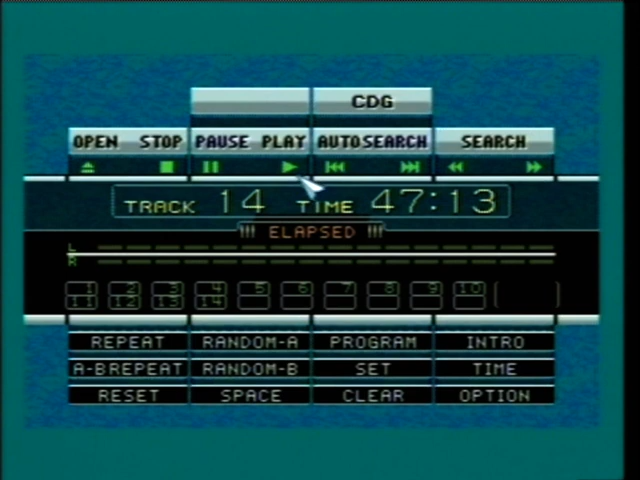 CDG
OPEN STOP PAUSE PLAY AUTOSEARCH SEARCH
TRACK 14 TIME 47:13
ELAPSED
L
R
1 2 3 4 5 6 7 8 9 10
11 12 13 14
REPEAT RANDOM-A PROGRAM INTRO
A-BREPEAT RANDOM-B SET TIME
RESET SPACE CLEAR OPTION